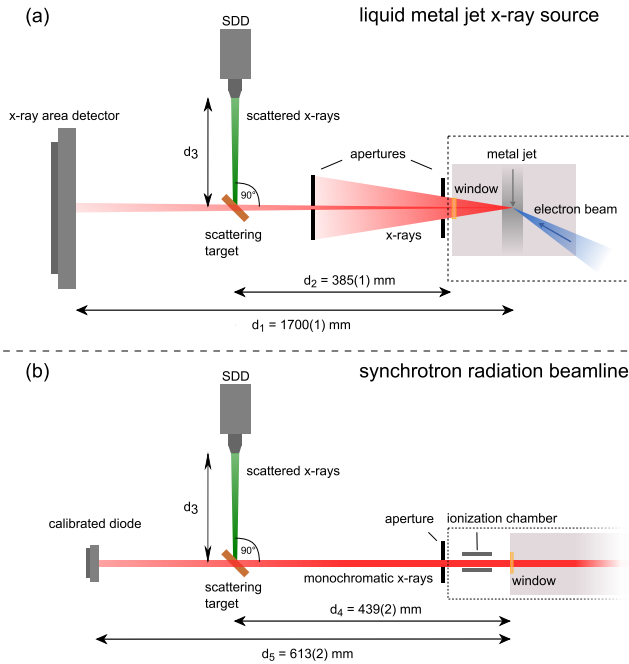 (a)
liquid metal jet x-ray source
SDD
x-ray area detector
scattered x-rays
d3
apertures
metal jet
window
90°
electron beam
x-rays
scattering
target
d2 = 385(1) mm
d1 = 1700(1) mm
(b)
synchrotron radiation beamline
SDD
scattered x-rays
d3
calibrated diode
aperture
ionization chamber
90°
monochromatic x-rays
window
scattering
target
d4 = 439(2) mm
d5 = 613(2) mm